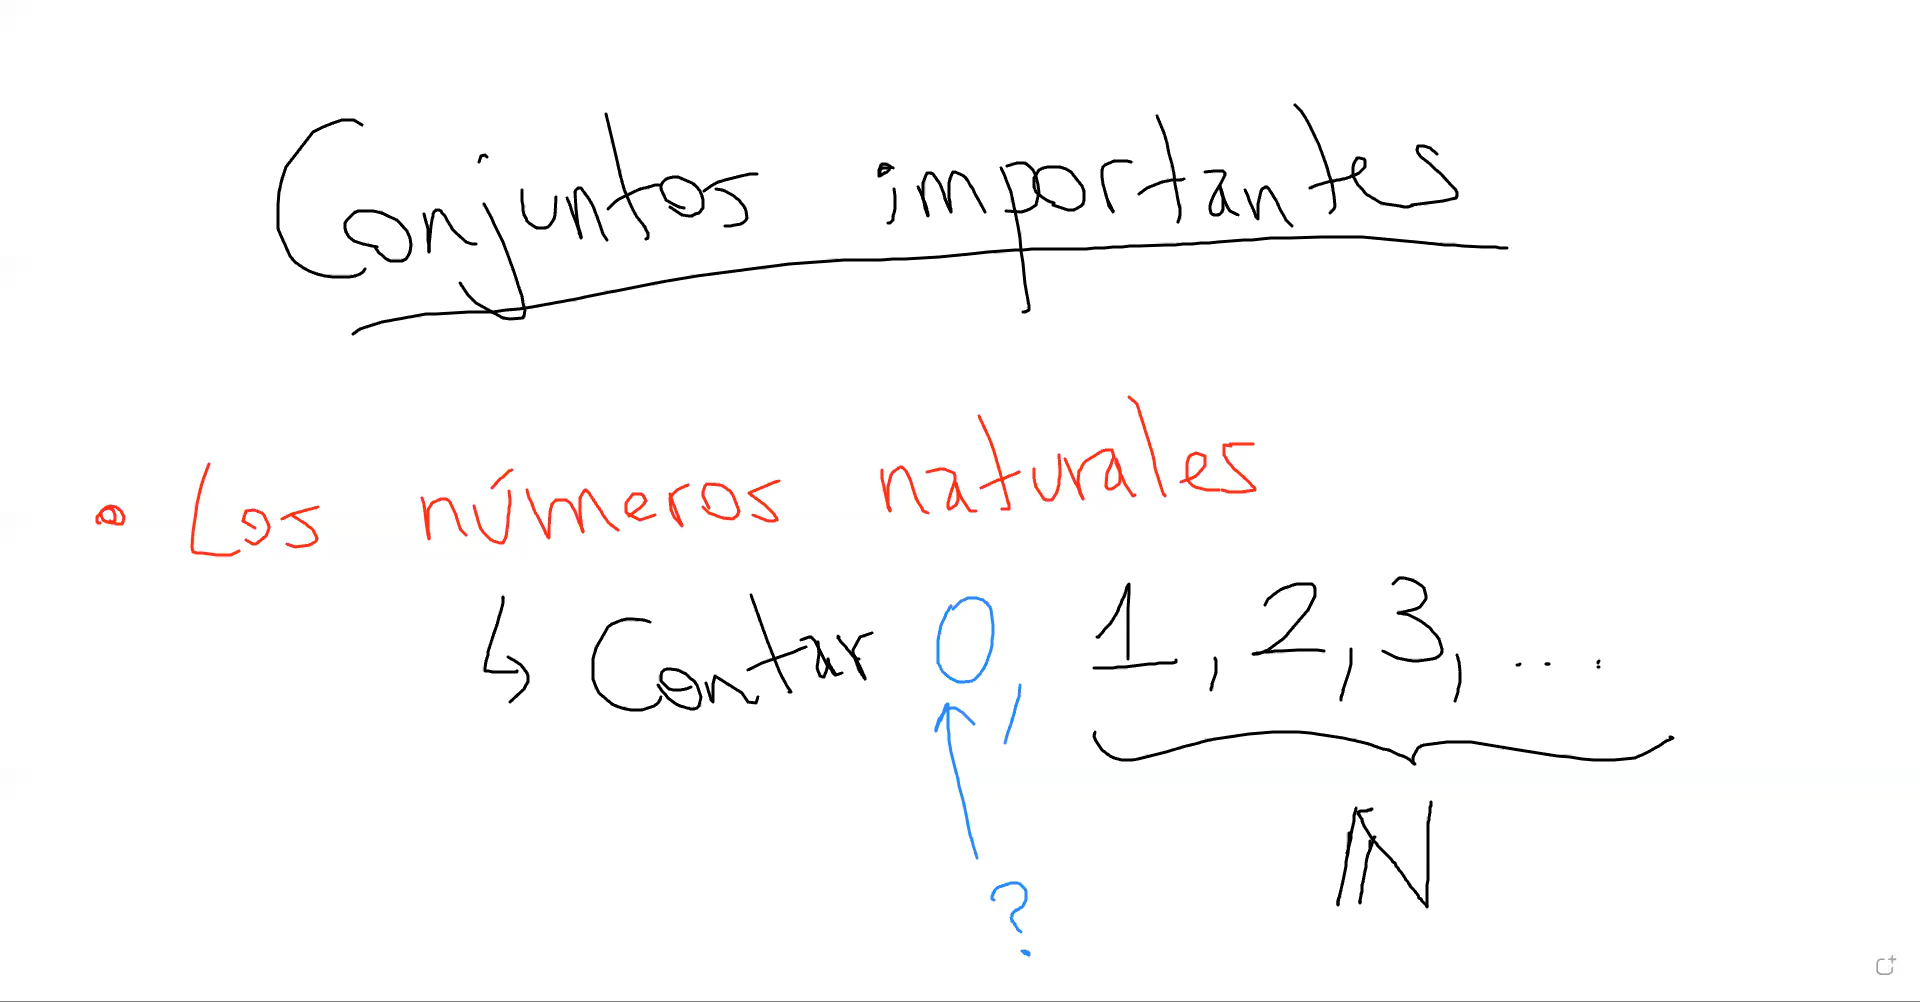 Conjuntos importantes
• Los números naturales
↳ Contar 0, 1, 2, 3, ...
ℕ
?